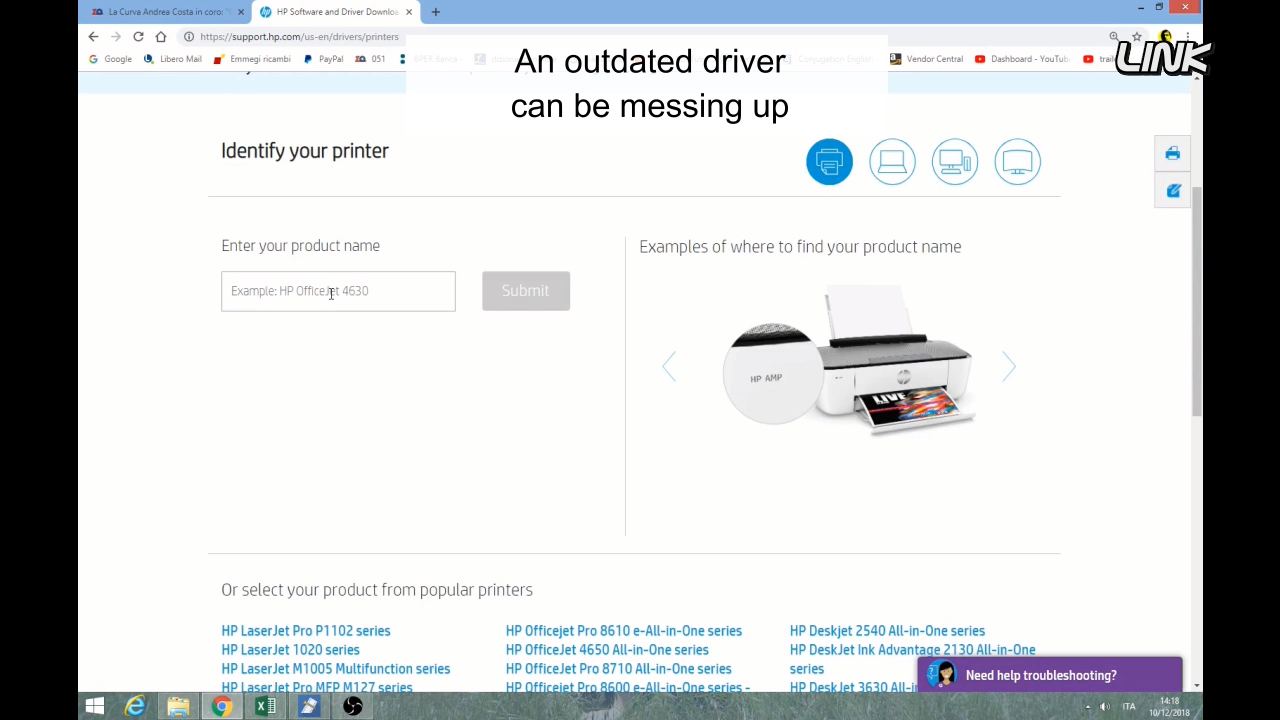 La Curva Andrea Costa in coro: "
HP Software and Driver Downloa
https://support.hp.com/us-en/drivers/printers
Google
Libero Mail
Emmegi ricambi
PayPal
051
Vendor Central
Dashboard - YouTub
LINK
An outdated driver
can be messing up
Identify your printer
Enter your product name
Example: HP OfficeJet 4630
Submit
Examples of where to find your product name
HP AMP
LIVE
Or select your product from popular printers
HP LaserJet Pro P1102 series
HP LaserJet 1020 series
HP LaserJet M1005 Multifunction series
HP LaserJet Pro MFP M127 series
HP Officejet Pro 8610 e-All-in-One series
HP OfficeJet 4650 All-in-One series
HP OfficeJet Pro 8710 All-in-One series
HP Officejet Pro 8600 e-All-in-One series -
HP Deskjet 2540 All-in-One series
HP DeskJet Ink Advantage 2130 All-in-One
series
HP DeskJet 3630 All-
Need help troubleshooting?
ITA
14:18
10/12/2018